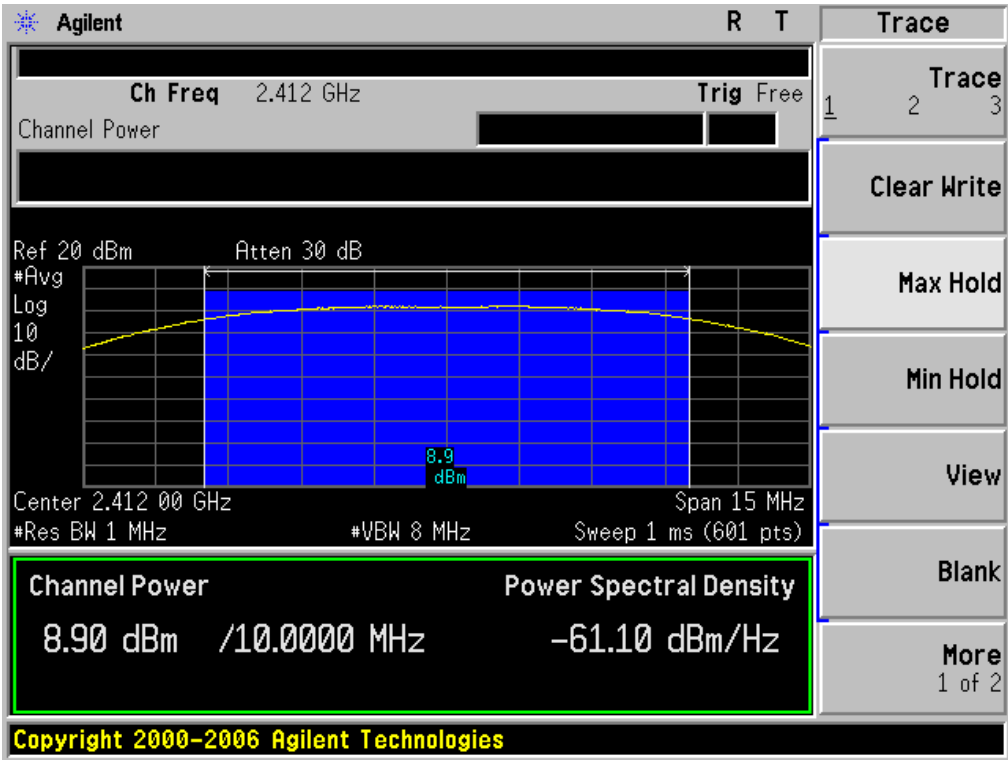 Agilent R T
Ch Freq 2.412 GHz Trig Free
Channel Power
Ref 20 dBm Atten 30 dB
#Avg
Log
10
dB/
8.9
dBm
Center 2.412 00 GHz Span 15 MHz
#Res BW 1 MHz #VBW 8 MHz Sweep 1 ms (601 pts)
Channel Power Power Spectral Density
8.90 dBm /10.0000 MHz -61.10 dBm/Hz
Copyright 2000-2006 Agilent Technologies
Trace
Trace
1 2 3
Clear Write
Max Hold
Min Hold
View
Blank
More
1 of 2